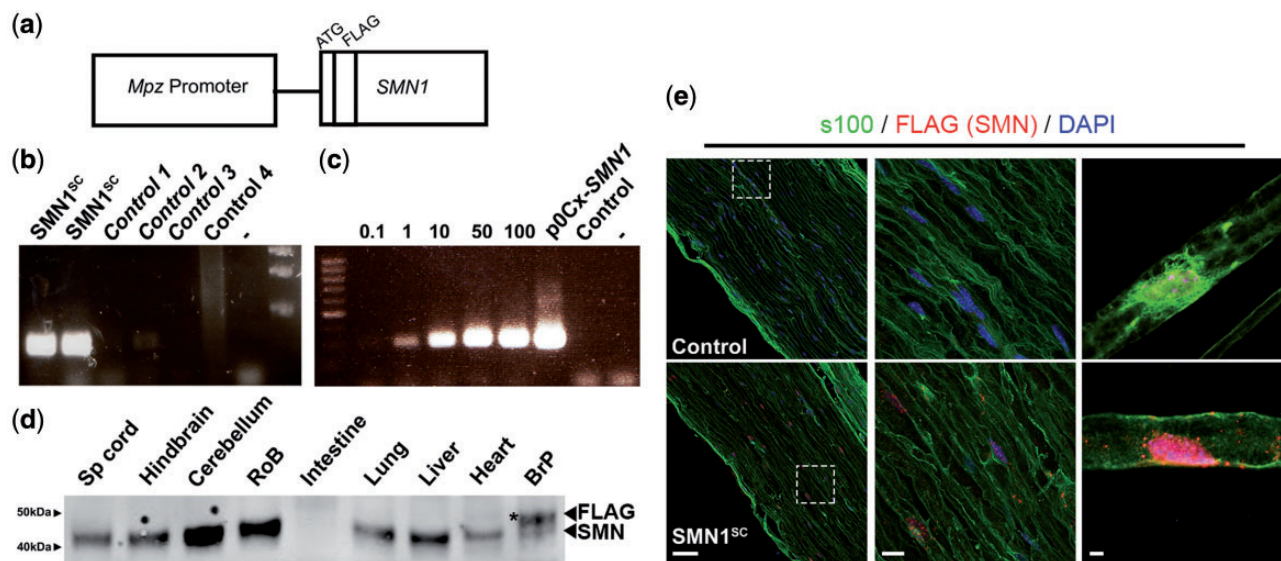 (a)
ATG
FLAG
Mpz Promoter
SMN1
(b)
SMN1SC
SMN1SC
Control 1
Control 2
Control 3
Control 4
-
(c)
0.1 1 10 50 100
p0Cx-SMN1
Control
-
(d)
Sp cord
Hindbrain
Cerebellum
RoB
Intestine
Lung
Liver
Heart
BrP
50kDa
40kDa
*
FLAG
SMN
(e)
s100 / FLAG (SMN) / DAPI
Control
SMN1SC